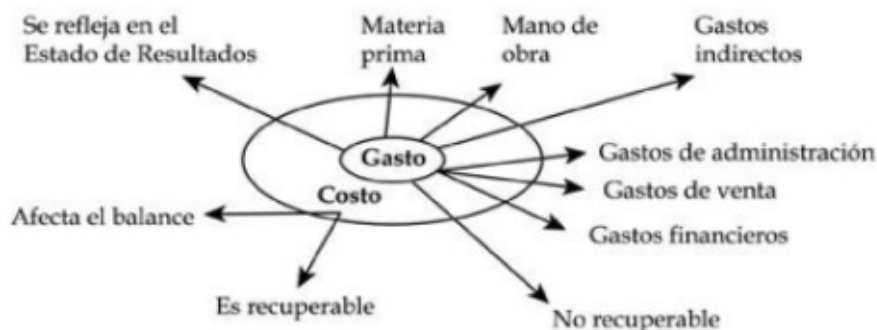 Se refleja en el
Estado de Resultados
Materia
prima
Mano de
obra
Gastos
indirectos
Gasto
Costo
Gastos de administración
Gastos de venta
Gastos financieros
Afecta el balance
Es recuperable
No recuperable